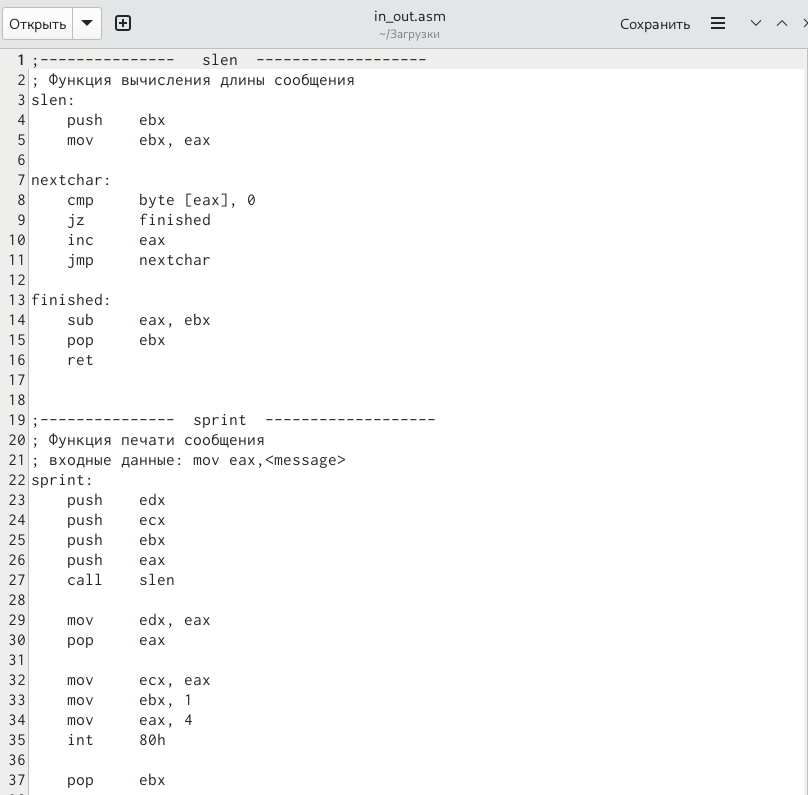 Открыть
in_out.asm
~/Загрузки
Сохранить
1 ;---------------   slen  -------------------
2 ; Функция вычисления длины сообщения
3 slen:
4     push    ebx
5     mov     ebx, eax
6
7 nextchar:
8     cmp     byte [eax], 0
9     jz      finished
10     inc     eax
11     jmp     nextchar
12
13 finished:
14     sub     eax, ebx
15     pop     ebx
16     ret
17
18
19 ;---------------  sprint  -------------------
20 ; Функция печати сообщения
21 ; входные данные: mov eax,<message>
22 sprint:
23     push    edx
24     push    ecx
25     push    ebx
26     push    eax
27     call    slen
28
29     mov     edx, eax
30     pop     eax
31
32     mov     ecx, eax
33     mov     ebx, 1
34     mov     eax, 4
35     int     80h
36
37     pop     ebx